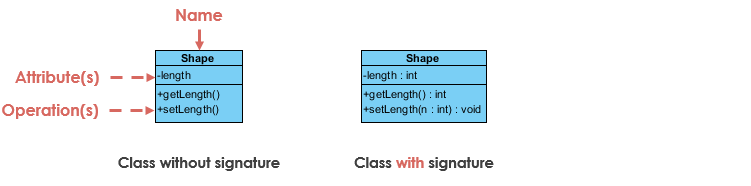 Name
Shape
Attribute(s)
-length
Operation(s)
+getLength()
+setLength()
Class without signature
Shape
-length : int
+getLength() : int
+setLength(n : int) : void
Class with signature